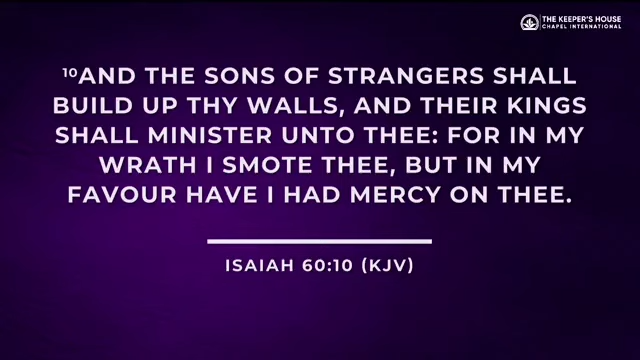 THE KEEPER'S HOUSE
CHAPEL INTERNATIONAL
¹⁰AND THE SONS OF STRANGERS SHALL
BUILD UP THY WALLS, AND THEIR KINGS
SHALL MINISTER UNTO THEE: FOR IN MY
WRATH I SMOTE THEE, BUT IN MY
FAVOUR HAVE I HAD MERCY ON THEE.
ISAIAH 60:10 (KJV)